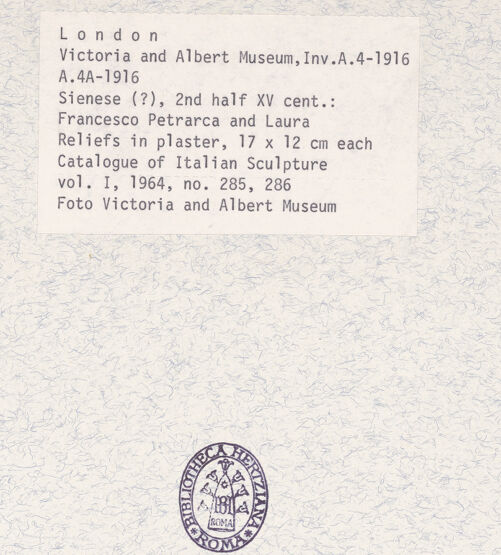 L o n d o n
Victoria and Albert Museum,Inv.A.4-1916
A.4A-1916
Sienese (?), 2nd half XV cent.:
Francesco Petrarca and Laura
Reliefs in plaster, 17 x 12 cm each
Catalogue of Italian Sculpture
vol. I, 1964, no. 285, 286
Foto Victoria and Albert Museum
BIBLIOTHECA HERTZIANA
ROMA
* ROMA *